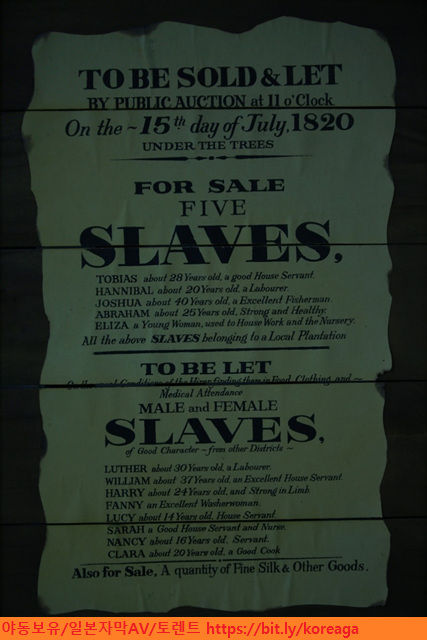 TO BE SOLD & LET
BY PUBLIC AUCTION at 11 o'Clock
On the ~ 15th day of July, 1820
UNDER THE TREES
FOR SALE
FIVE
SLAVES,
TOBIAS about 28 Years old, a good House Servant.
HANNIBAL about 20 Years old, a Labourer.
JOSHUA about 40 Years old, a Excellent Fisherman.
ABRAHAM about 25 Years old, Strong and Healthy.
ELIZA a Young Woman, used to House Work and the Nursery.
All the above SLAVES belonging to a Local Plantation
TO BE LET
On the usual Conditions of the Hirer finding them in Food, Clothing, and ~
Medical Attendance
MALE and FEMALE
SLAVES,
of Good Character ~ from other Districts ~
LUTHER about 30 Years old, a Labourer.
WILLIAM about 37 Years old, an Excellent House Servant.
HARRY about 24 Years old, and Strong in Limb.
FANNY an Excellent Washerwoman.
LUCY about 14 Years old, House Servant.
SARAH a Good House Servant and Nurse.
NANCY about 16 Years old, Servant.
CLARA about 20 Years old, a Good Cook
Also for Sale, A quantity of Fine Silk & Other Goods.
야동보유/일본자막AV/토렌트 https://bit.ly/koreaga